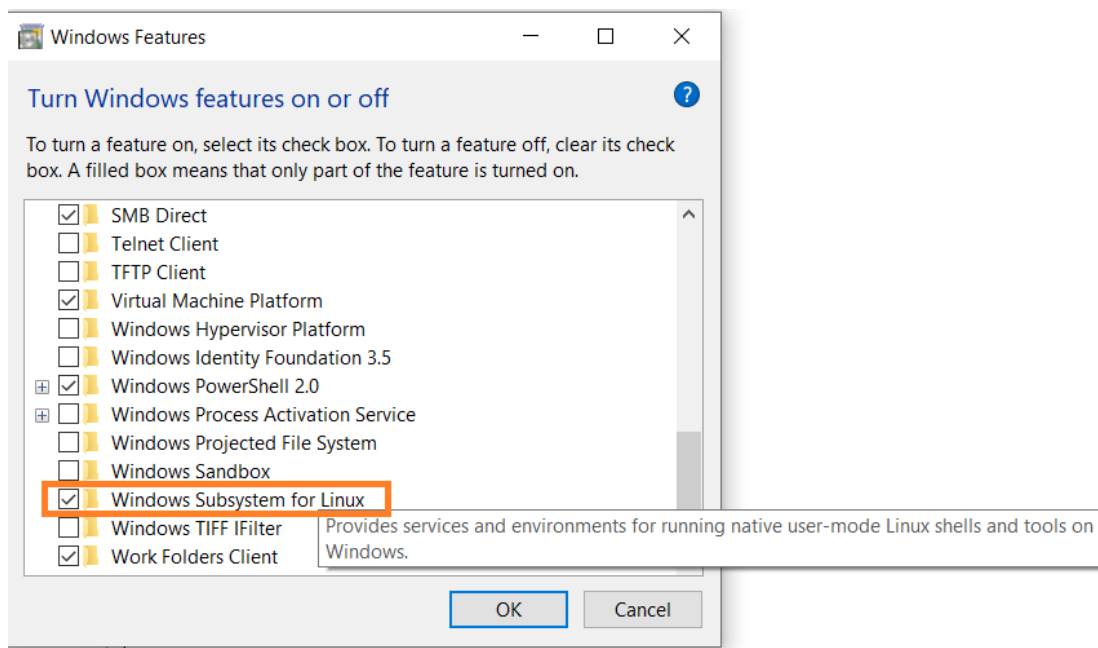 Windows Features
Turn Windows features on or off
?
To turn a feature on, select its check box. To turn a feature off, clear its check
box. A filled box means that only part of the feature is turned on.
SMB Direct
Telnet Client
TFTP Client
Virtual Machine Platform
Windows Hypervisor Platform
Windows Identity Foundation 3.5
Windows PowerShell 2.0
Windows Process Activation Service
Windows Projected File System
Windows Sandbox
Windows Subsystem for Linux
Windows TIFF IFilter
Provides services and environments for running native user-mode Linux shells and tools on
Windows.
Work Folders Client
OK
Cancel